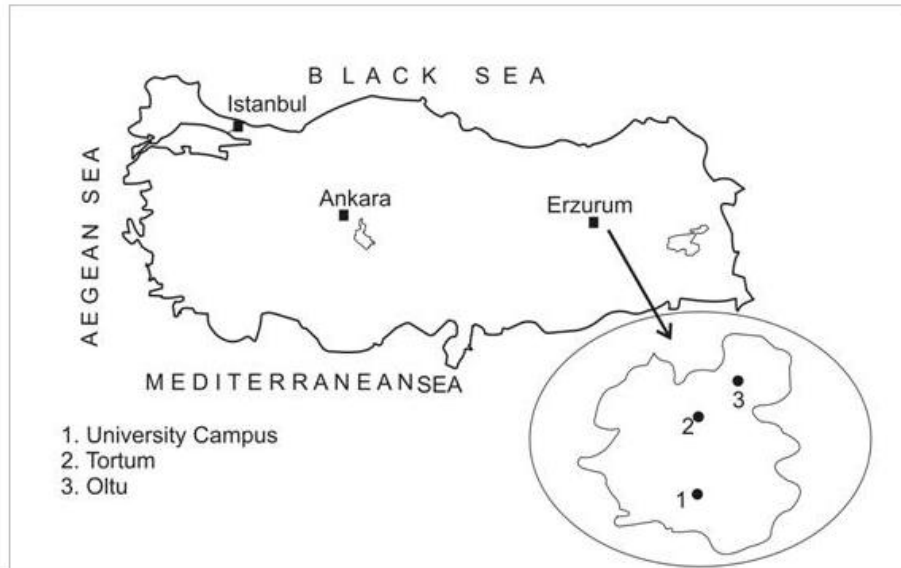 BLACK SEA
Istanbul
AEGEAN SEA
Ankara
Erzurum
MEDITERRANEAN SEA
3
2
1
1. University Campus
2. Tortum
3. Oltu